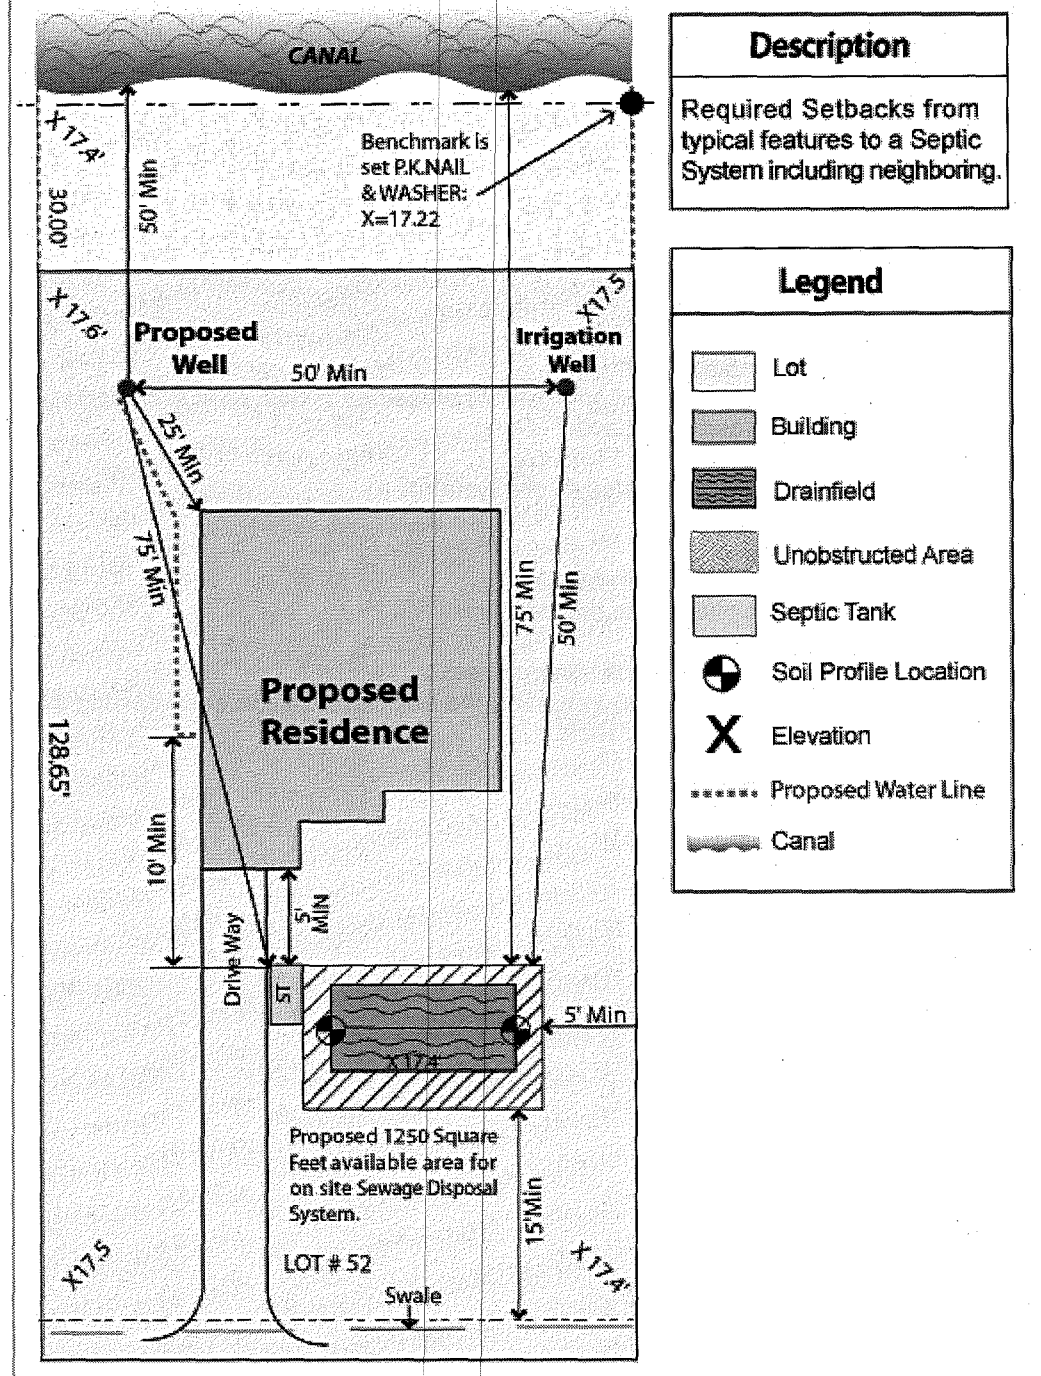 CANAL
X 17.4'
30.00'
50' Min
Benchmark is
set P.K.NAIL
& WASHER:
X=17.22
X 17.6'
X17.5
Proposed
Well
Irrigation
Well
50' Min
25' Min
75' Min
75' Min
50' Min
Proposed
Residence
128.65'
10' Min
5'
MIN
Drive Way
ST
5' Min
X 17.4'
Proposed 1250 Square
Feet available area for
on site Sewage Disposal
System.
15'Min
LOT # 52
X17.5
X 17.4'
Swale
Description
Required Setbacks from
typical features to a Septic
System including neighboring.
Legend
Lot
Building
Drainfield
Unobstructed Area
Septic Tank
Soil Profile Location
X Elevation
Proposed Water Line
Canal